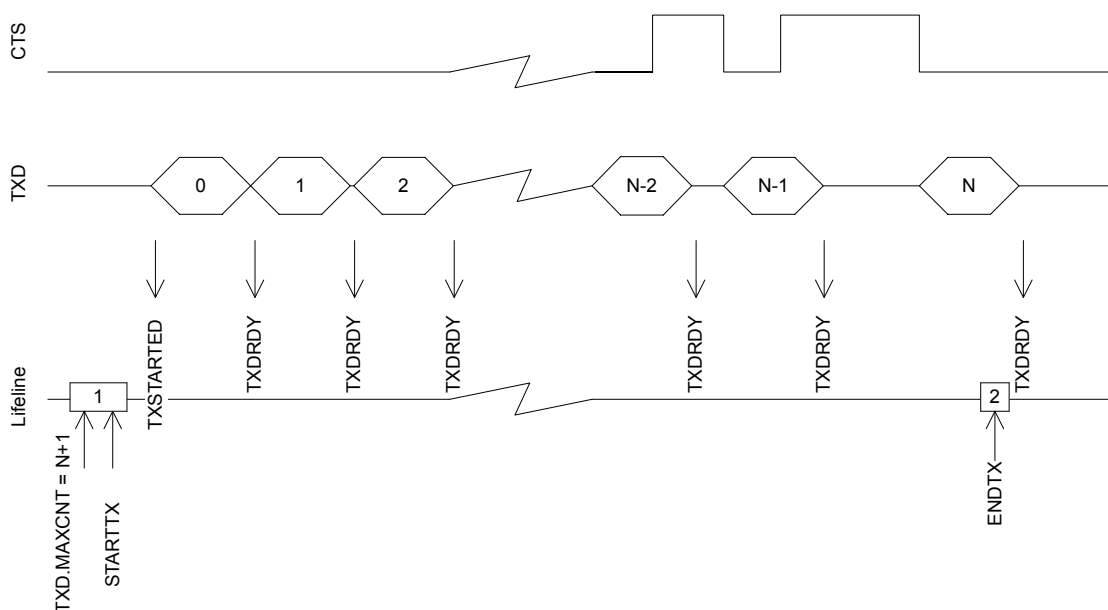 CTS
TXD
0
1
2
N-2
N-1
N
TXSTARTED
TXDRDY
TXDRDY
TXDRDY
TXDRDY
TXDRDY
TXDRDY
Lifeline
1
2
TXD.MAXCNT = N+1
STARTTX
ENDTX